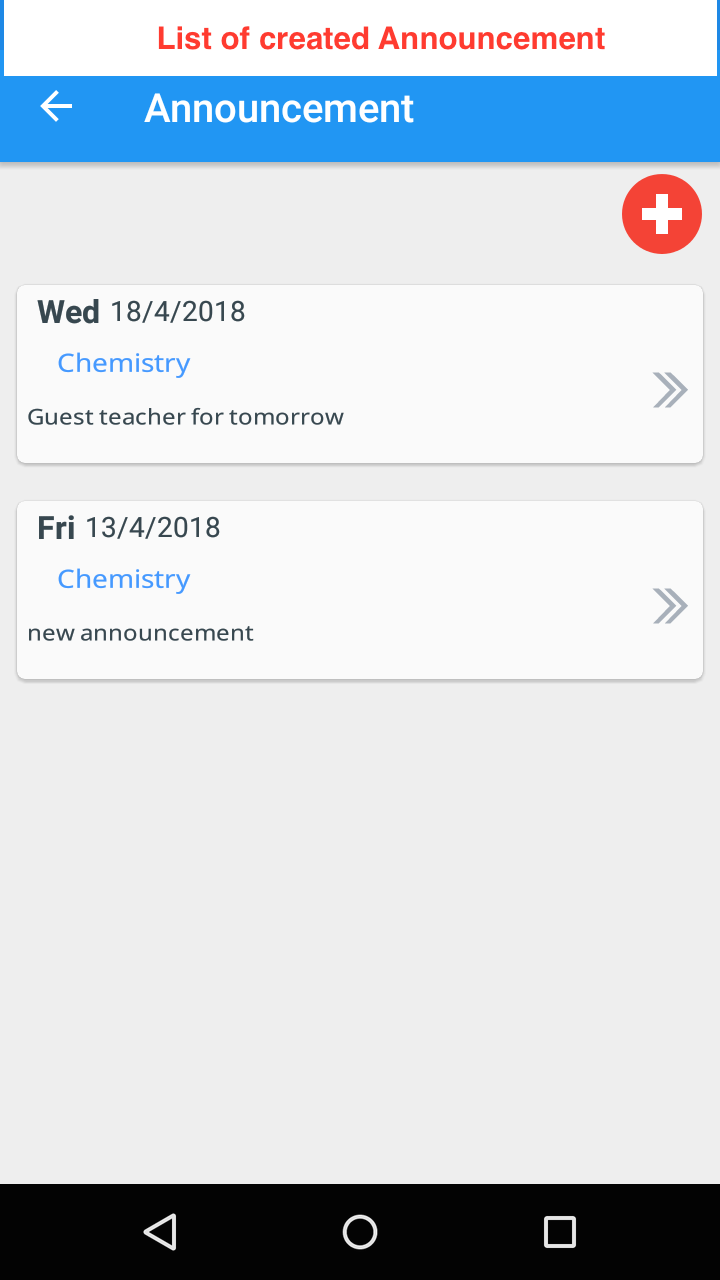 List of created Announcement
Announcement
Wed 18/4/2018
Chemistry
Guest teacher for tomorrow
Fri 13/4/2018
Chemistry
new announcement